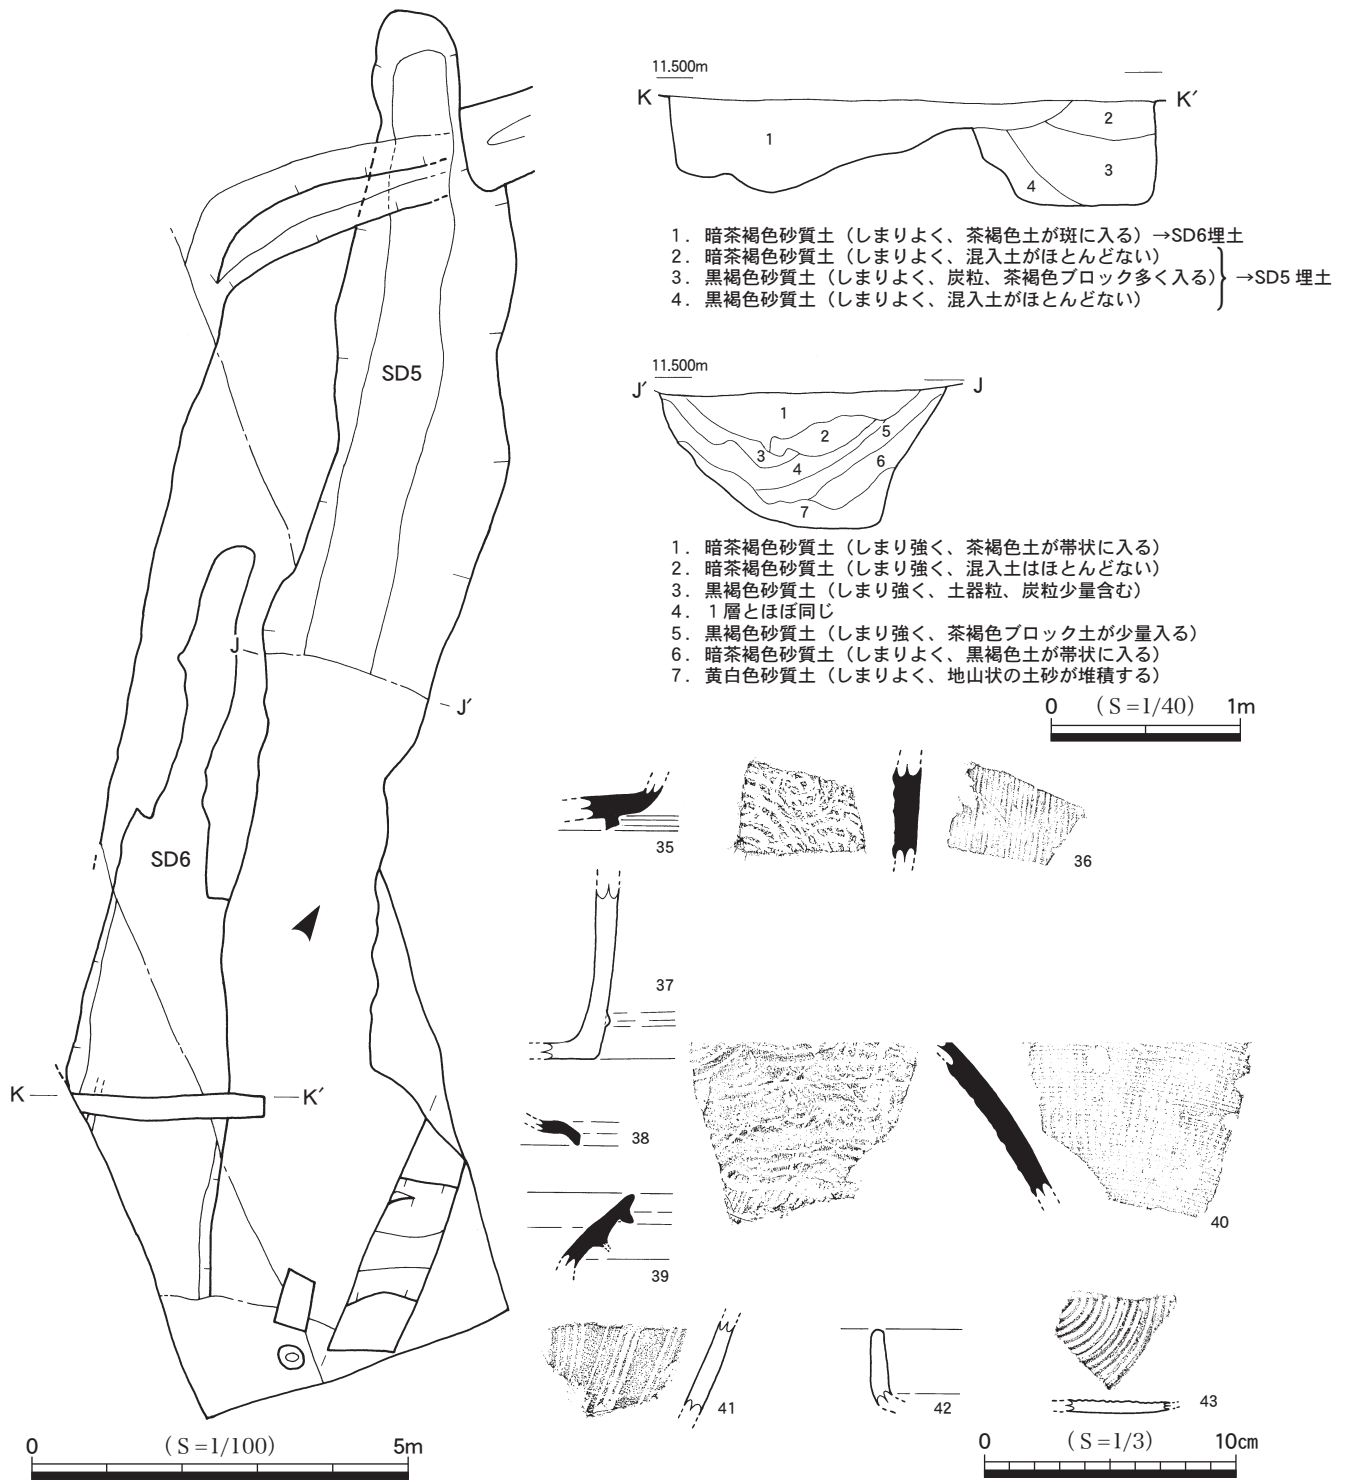 11.500m
K
K′
1
2
3
4
1．暗茶褐色砂質土（しまりよく、茶褐色土が斑に入る）→SD6埋土
2．暗茶褐色砂質土（しまりよく、混入土がほとんどない）
3．黒褐色砂質土（しまりよく、炭粒、茶褐色ブロック多く入る） →SD5 埋土
4．黒褐色砂質土（しまりよく、混入土がほとんどない）
11.500m
J′
J
1
2
3
4
5
6
7
1．暗茶褐色砂質土（しまり強く、茶褐色土が帯状に入る）
2．暗茶褐色砂質土（しまり強く、混入土はほとんどない）
3．黒褐色砂質土（しまり強く、土器粒、炭粒少量含む）
4．１層とほぼ同じ
5．黒褐色砂質土（しまり強く、茶褐色ブロック土が少量入る）
6．暗茶褐色砂質土（しまりよく、黒褐色土が帯状に入る）
7．黄白色砂質土（しまりよく、地山状の土砂が堆積する）
0 （S=1/40） 1m
SD5
J
J′
SD6
K
K′
35
36
37
38
39
40
41
42
43
0 （S=1/100） 5m
0 （S=1/3） 10cm